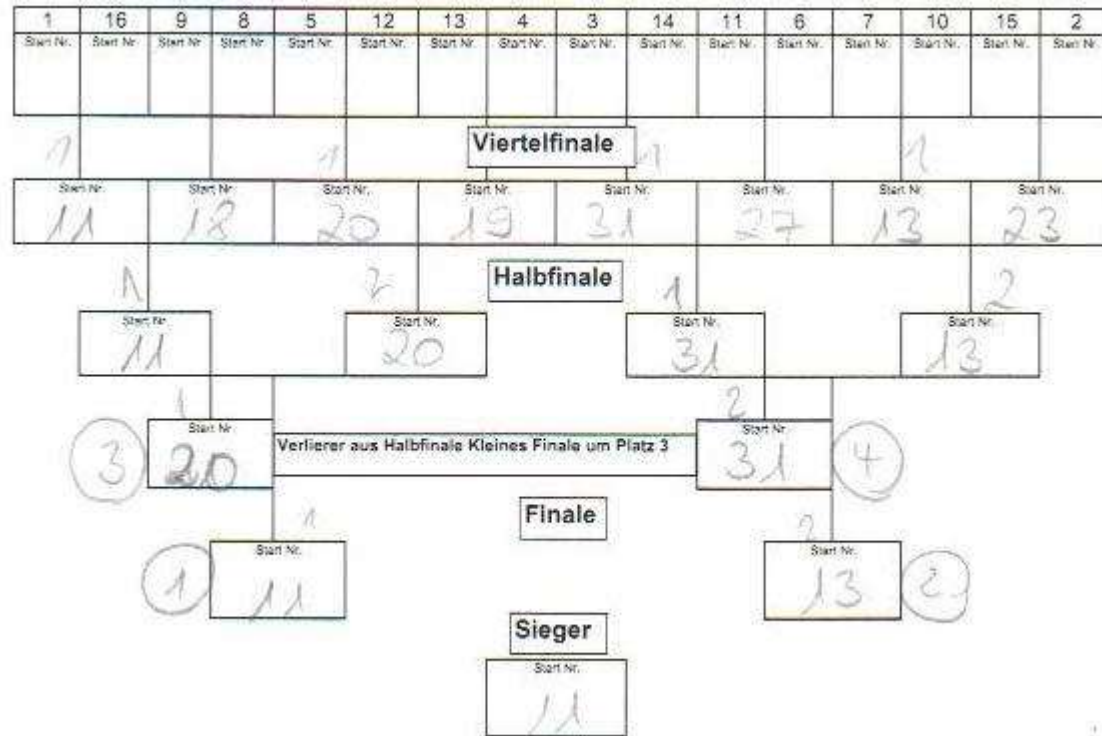 1 16 9 8 5 12 13 4 3 14 11 6 7 10 15 2
Start Nr. Start Nr. Start Nr. Start Nr. Start Nr. Start Nr. Start Nr. Start Nr. Start Nr. Start Nr. Start Nr. Start Nr. Start Nr. Start Nr. Start Nr. Start Nr.
Viertelfinale
1 1 1 1
Start Nr. Start Nr. Start Nr. Start Nr. Start Nr. Start Nr. Start Nr. Start Nr.
11 18 20 19 31 27 13 23
Halbfinale
1 2 1 2
Start Nr. Start Nr. Start Nr. Start Nr.
11 20 31 13
1 2
Start Nr. Start Nr.
3 20 Verlierer aus Halbfinale Kleines Finale um Platz 3 31 4
Finale
1 2
Start Nr. Start Nr.
1 11 13 2
Sieger
Start Nr.
11